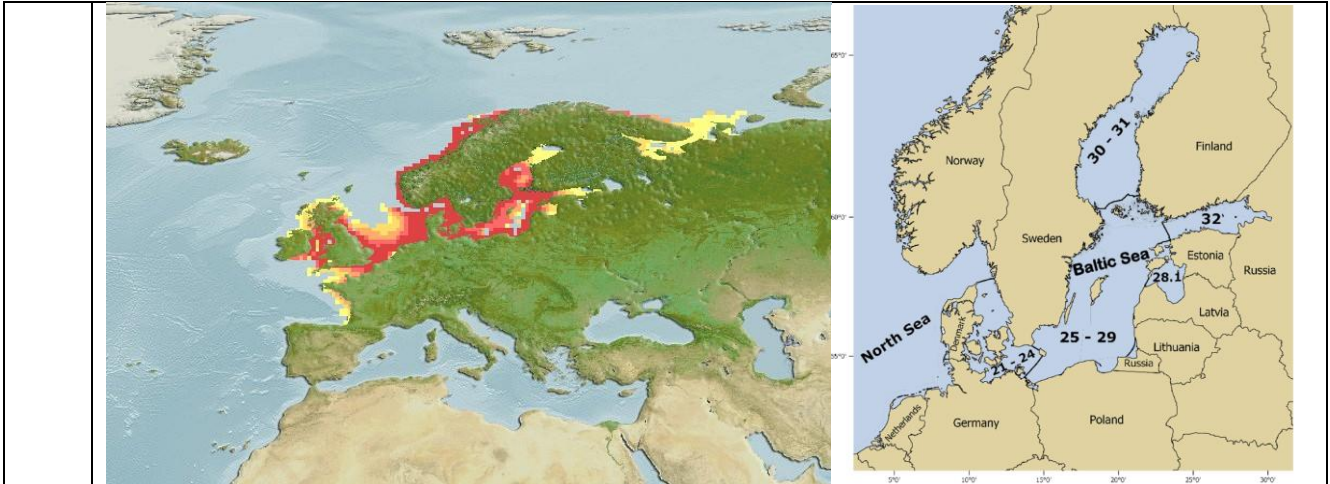 65°0'
60°0'
55°0'
Norway
Sweden
Finland
30 - 31
32
Baltic Sea
Estonia
Russia
28.1
Latvia
North Sea
Denmark
25 - 29
Lithuania
21 - 24
Russia
Netherlands
Germany
Poland
5°0' 10°0' 15°0' 20°0' 25°0' 30°0'